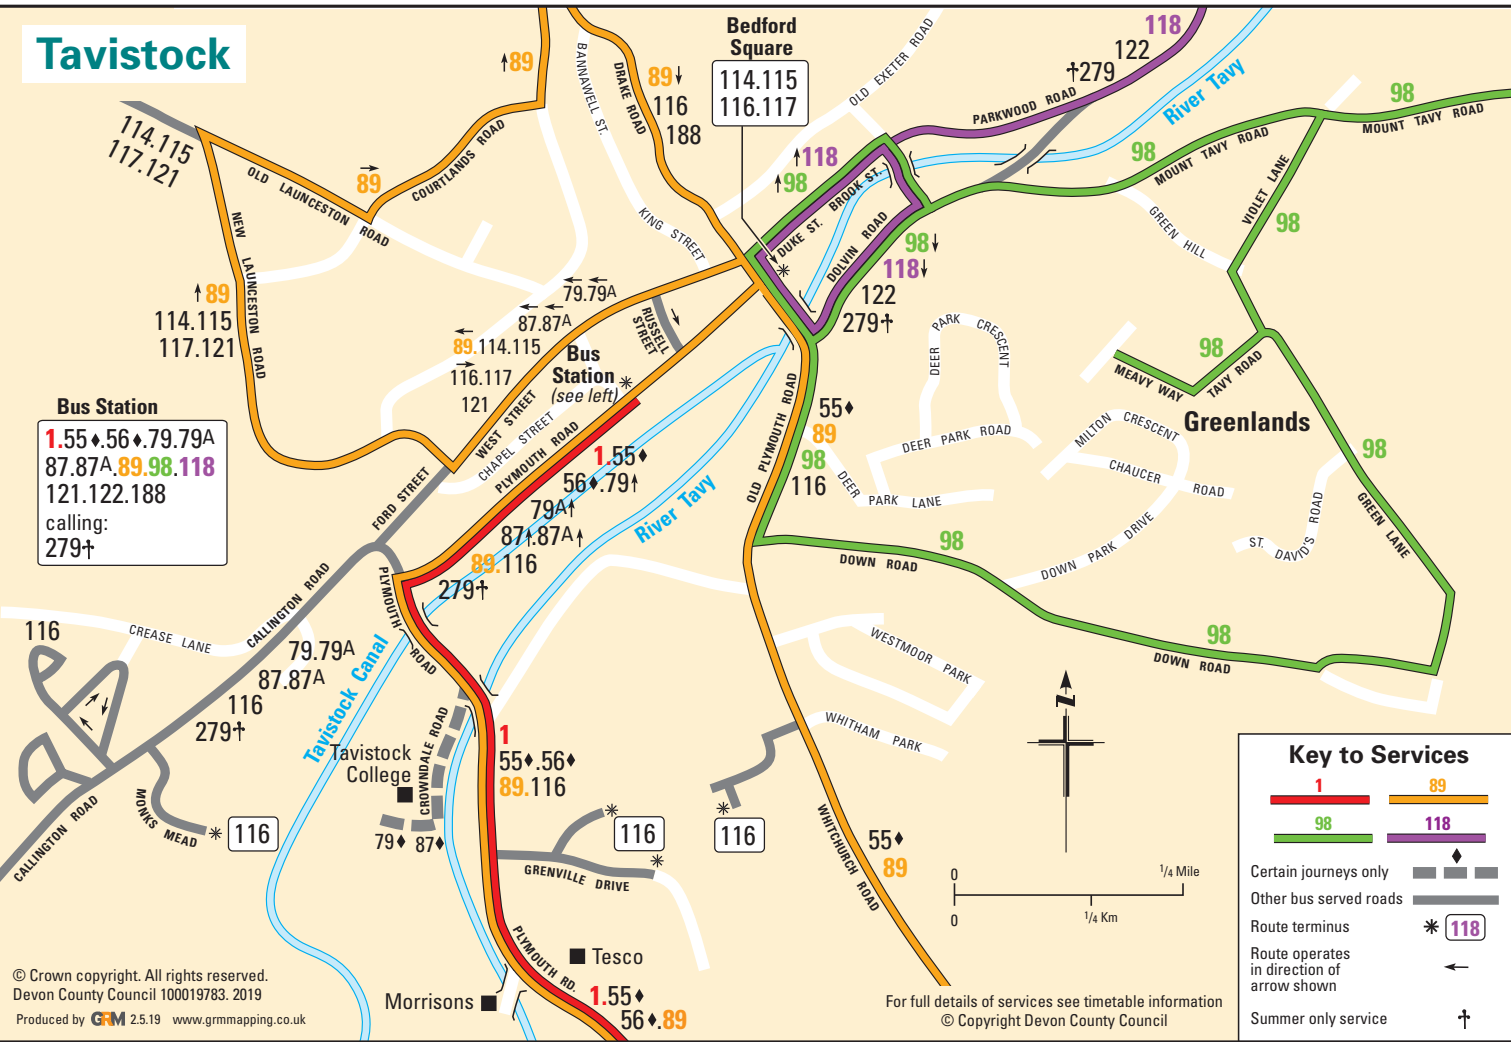 Tavistock
Bedford
Square
114.115
116.117
118
122
†279
↑89
89↓
116
188
DRAKE ROAD
BANNAWELL ST.
OLD EXETER ROAD
PARKWOOD ROAD
River Tavy
98
MOUNT TAVY ROAD
98
MOUNT TAVY ROAD
114.115
117.121
OLD LAUNCESTON ROAD
→
89
COURTLANDS ROAD
↑118
↑98
DUKE ST.
BROOK ST.
DOLVIN ROAD
KING STREET
VIOLET LANE
98
GREEN HILL
98↓
118↓
122
279†
NEW LAUNCESTON ROAD
↑89
114.115
117.121
← ←
79.79A
← ←
87.87A
←
89.114.115
→
116.117
121
RUSSELL STREET
Bus
Station
(see left)
WEST STREET
CHAPEL STREET
PLYMOUTH ROAD
Bus Station
1.55♦.56♦.79.79A
87.87A.89.98.118
121.122.188
calling:
279†
DEER PARK CRESCENT
98
MEAVY WAY
TAVY ROAD
Greenlands
55♦
89
98
116
OLD PLYMOUTH ROAD
DEER PARK ROAD
DEER PARK LANE
MILTON CRESCENT
CHAUCER ROAD
DOWN PARK DRIVE
ST. DAVID'S ROAD
98
GREEN LANE
FORD STREET
1.55♦
56♦.79↑
79A↑
87↑.87A↑
89.116
279†
River Tavy
98
DOWN ROAD
98
DOWN ROAD
PLYMOUTH ROAD
CALLINGTON ROAD
116
CREASE LANE
79.79A
87.87A
116
279†
Tavistock Canal
WESTMOOR PARK
WHITHAM PARK
N
Tavistock
College
CROWNDALE ROAD
1
55♦.56♦
89.116
MONKS MEAD
116
CALLINGTON ROAD
79♦
87♦
116
GRENVILLE DRIVE
116
WHITCHURCH ROAD
55♦
89
0
1/4 Mile
0
1/4 Km
PLYMOUTH RD.
Tesco
Morrisons
1.55♦
56♦.89
Key to Services
1
89
98
118
♦
Certain journeys only
Other bus served roads
Route terminus
118
Route operates
in direction of
arrow shown
←
Summer only service
†
© Crown copyright. All rights reserved.
Devon County Council 100019783. 2019
Produced by GRM 2.5.19 www.grmmapping.co.uk
For full details of services see timetable information
© Copyright Devon County Council